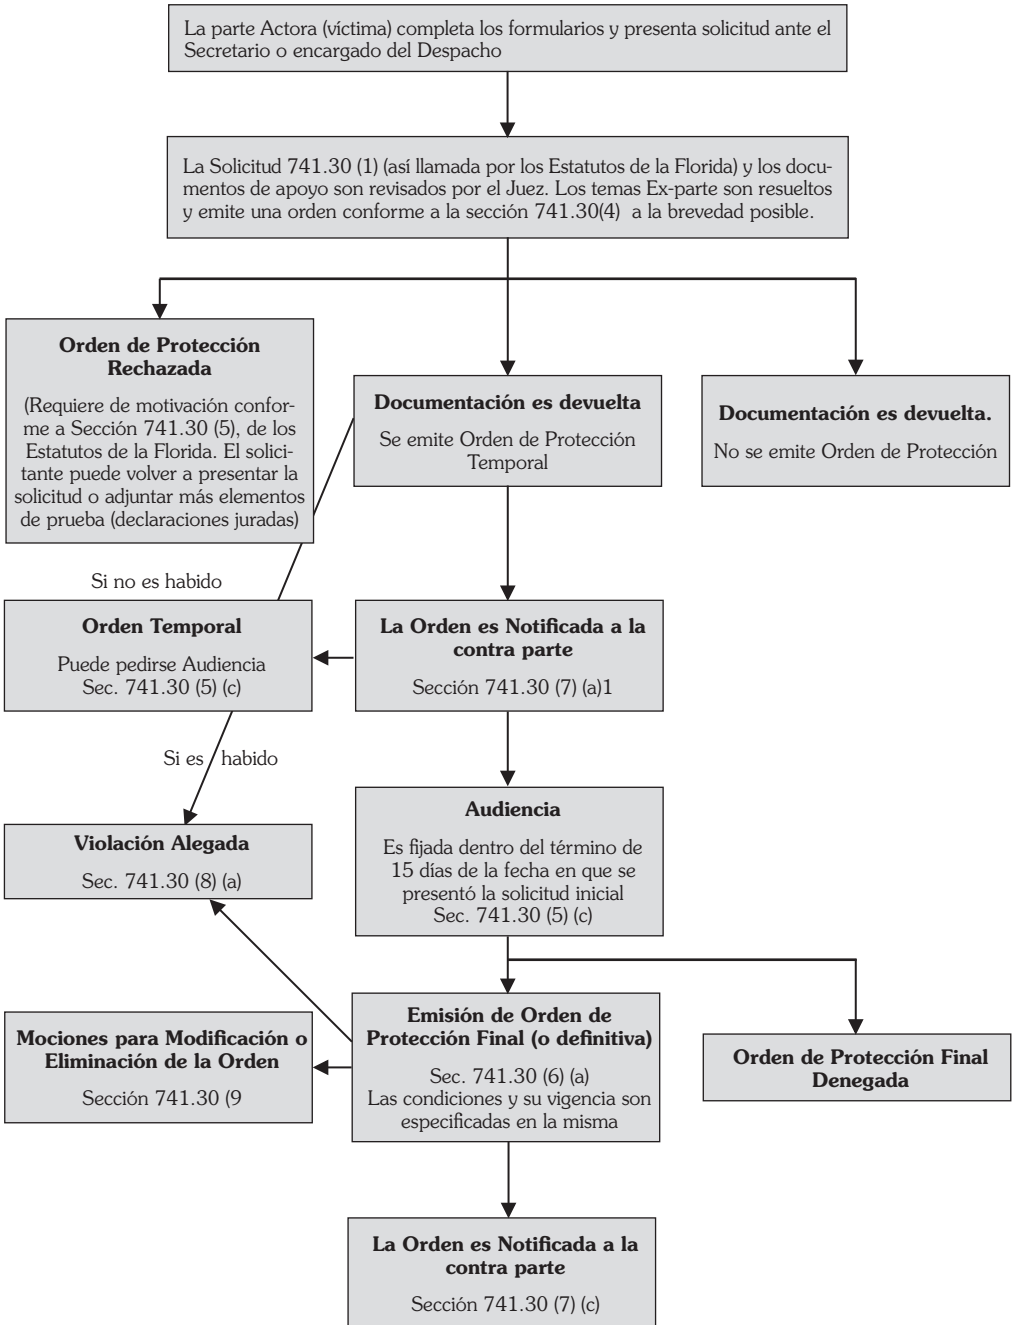 La parte Actora (víctima) completa los formularios y presenta solicitud ante el
Secretario o encargado del Despacho
La Solicitud 741.30 (1) (así llamada por los Estatutos de la Florida) y los docu-
mentos de apoyo son revisados por el Juez. Los temas Ex-parte son resueltos
y emite una orden conforme a la sección 741.30(4) a la brevedad posible.
Orden de Protección
Rechazada
(Requiere de motivación confor-
me a Sección 741.30 (5), de los
Estatutos de la Florida. El solici-
tante puede volver a presentar la
solicitud o adjuntar más elementos
de prueba (declaraciones juradas)
Documentación es devuelta
Se emite Orden de Protección
Temporal
Documentación es devuelta.
No se emite Orden de Protección
Si no es habido
Orden Temporal
Puede pedirse Audiencia
Sec. 741.30 (5) (c)
La Orden es Notificada a la
contra parte
Sección 741.30 (7) (a)1
Si es habido
Violación Alegada
Sec. 741.30 (8) (a)
Audiencia
Es fijada dentro del término de
15 días de la fecha en que se
presentó la solicitud inicial
Sec. 741.30 (5) (c)
Mociones para Modificación o
Eliminación de la Orden
Sección 741.30 (9
Emisión de Orden de
Protección Final (o definitiva)
Sec. 741.30 (6) (a)
Las condiciones y su vigencia son
especificadas en la misma
Orden de Protección Final
Denegada
La Orden es Notificada a la
contra parte
Sección 741.30 (7) (c)